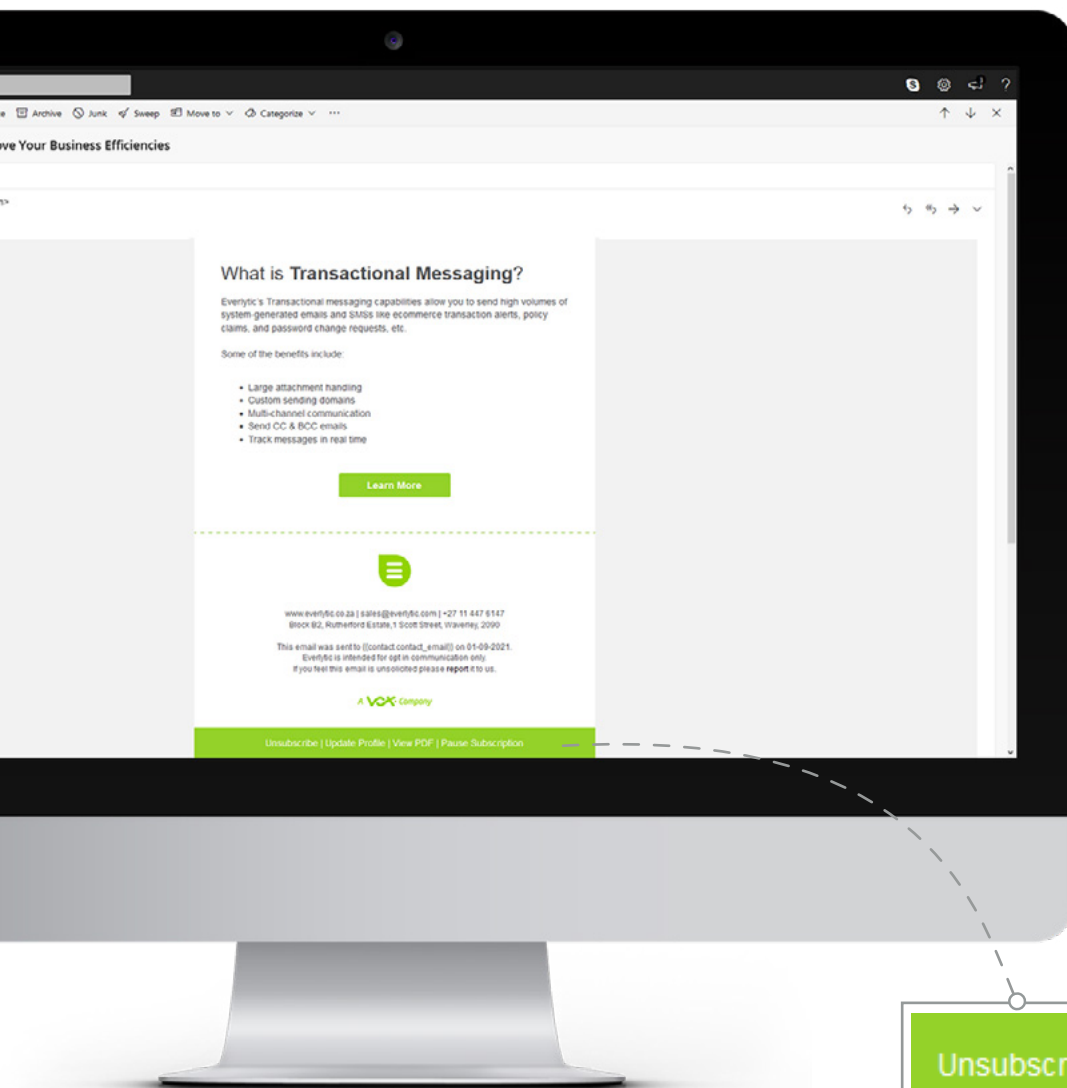 Archive Junk Sweep Move to Categorize ...
ove Your Business Efficiencies
What is Transactional Messaging?
Everlytic's Transactional messaging capabilities allow you to send high volumes of
system-generated emails and SMSs like ecommerce transaction alerts, policy
claims, and password change requests, etc.
Some of the benefits include:
• Large attachment handling
• Custom sending domains
• Multi-channel communication
• Send CC & BCC emails
• Track messages in real time
Learn More
www.everlytic.co.za | sales@everlytic.com | +27 11 447 6147
Block B2, Rutherford Estate,1 Scott Street, Waverley, 2090
This email was sent to {{contact.contact_email}} on 01-09-2021.
Everlytic is intended for opt in communication only.
If you feel this email is unsolicited please report it to us.
A VOX Company
Unsubscribe | Update Profile | View PDF | Pause Subscription
Unsubscr